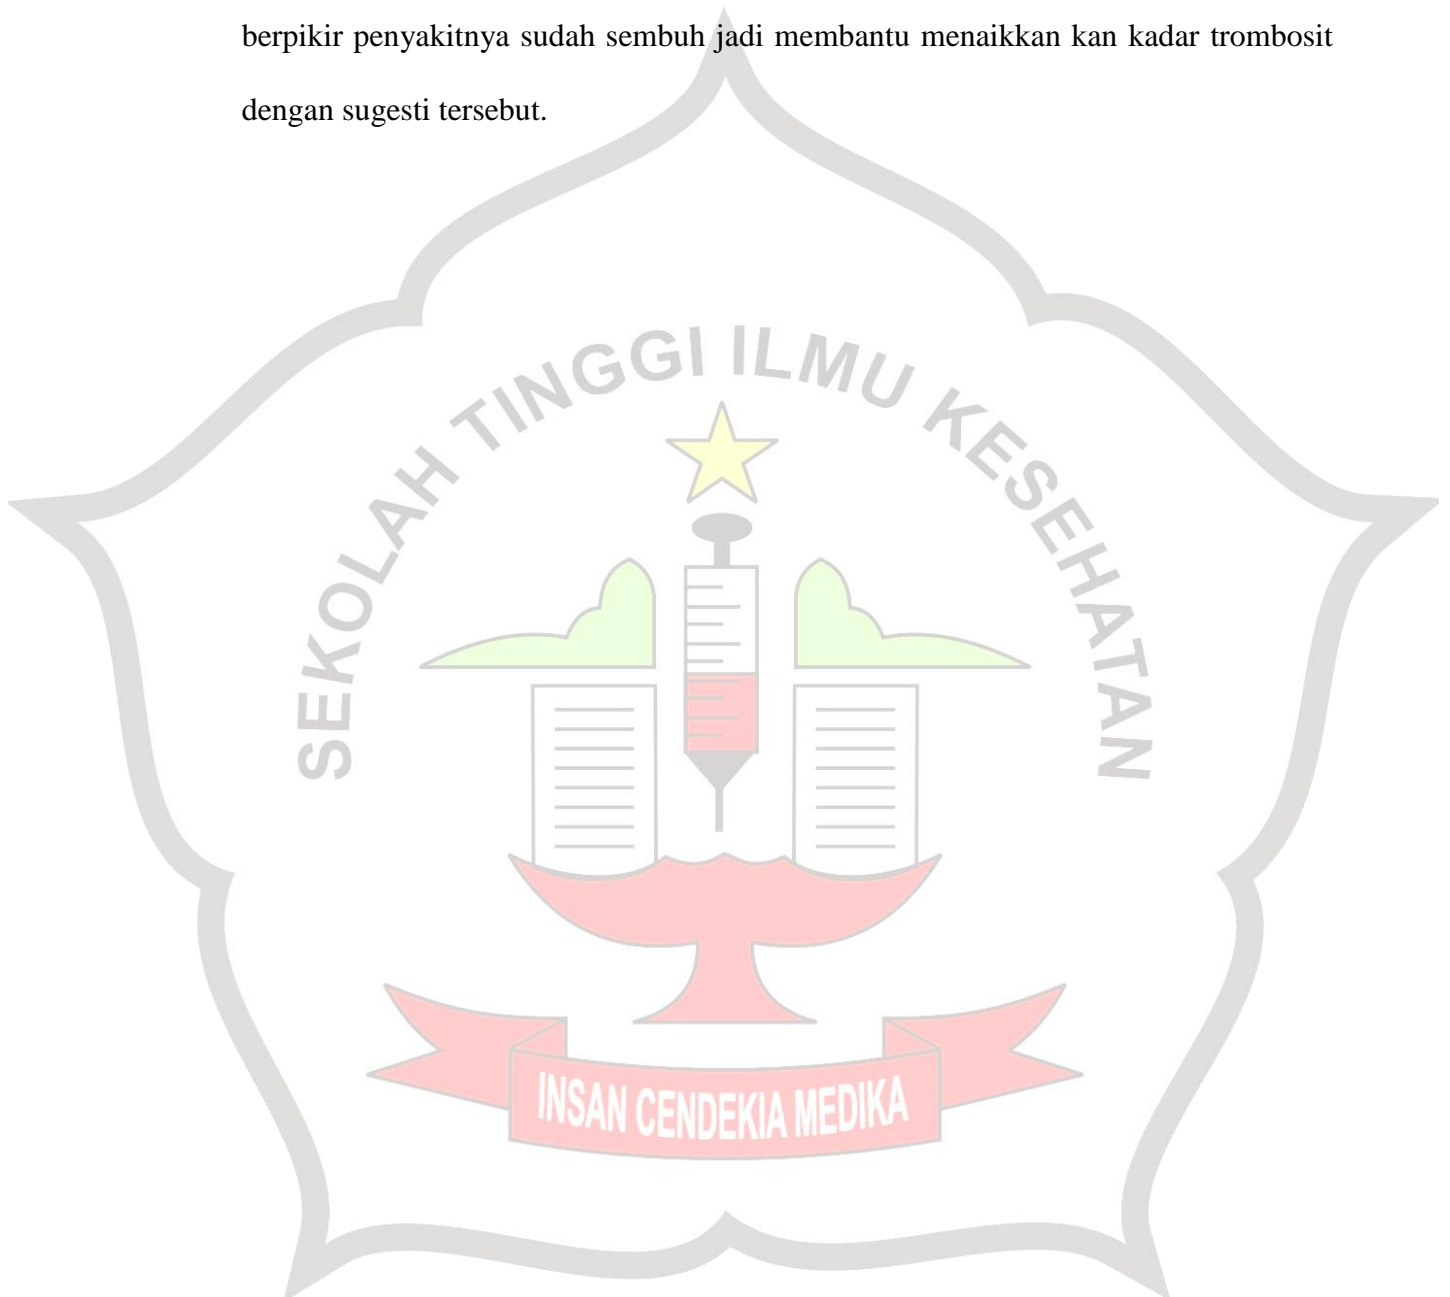 berpikir penyakitnya sudah sembuh jadi membantu menaikkan kan kadar trombosit
dengan sugesti tersebut.
SEKOLAH TINGGI ILMU KESEHATAN
INSAN CENDEKIA MEDIKA